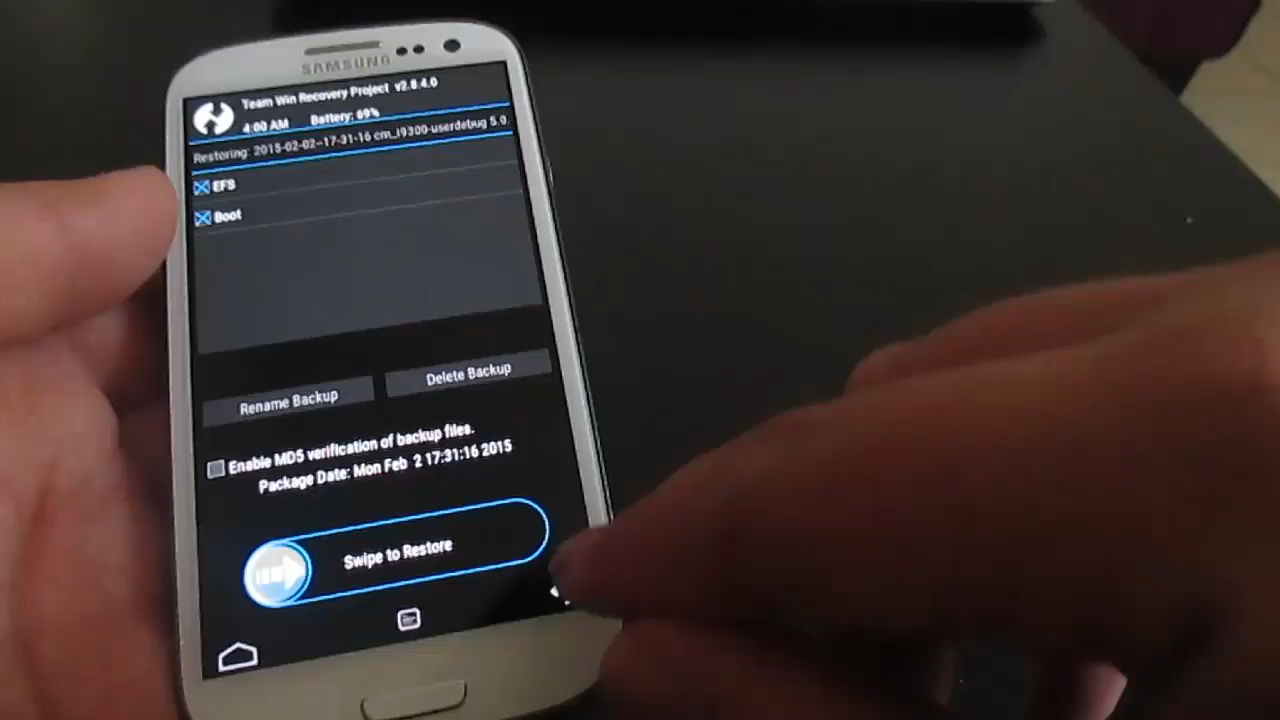 SAMSUNG
Team Win Recovery Project v2.8.4.0
4:00 AM Battery: 69%
Restoring: 2015-02-02--17-31-16 cm_i9300-userdebug 5.0.
EFS
Boot
Rename Backup
Delete Backup
Enable MD5 verification of backup files.
Package Date: Mon Feb 2 17:31:16 2015
Swipe to Restore